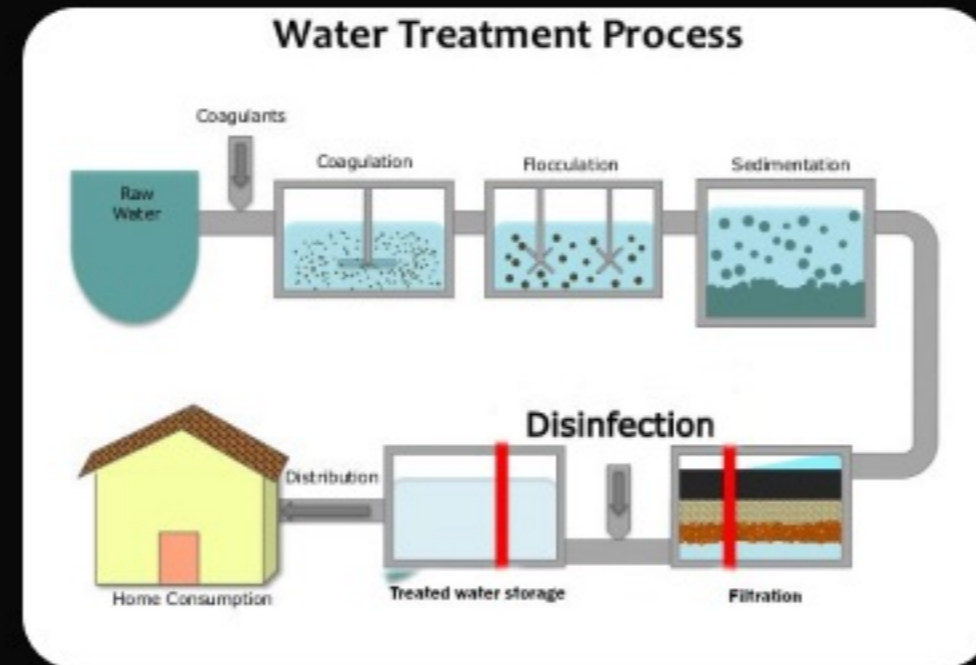 Water Treatment Process
Coagulants
Coagulation
Flocculation
Sedimentation
Raw
Water
Disinfection
Distribution
Home Consumption
Treated water storage
Filtration